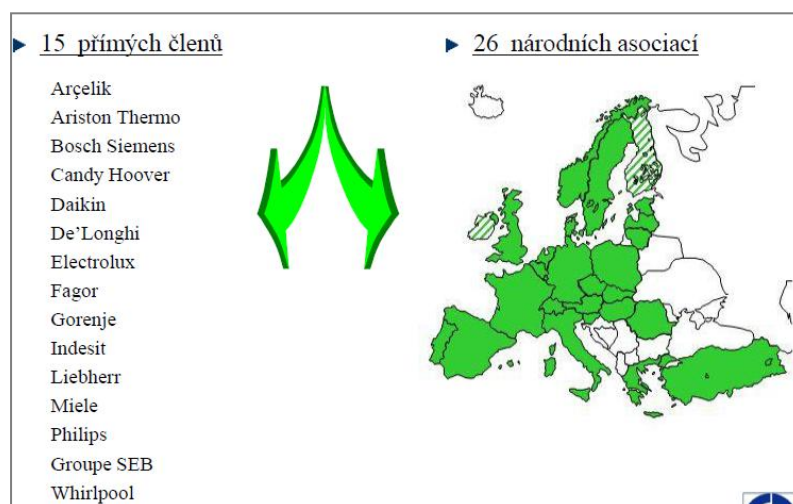 15 přímých členů
Arçelik
Ariston Thermo
Bosch Siemens
Candy Hoover
Daikin
De’Longhi
Electrolux
Fagor
Gorenje
Indesit
Liebherr
Miele
Philips
Groupe SEB
Whirlpool
26 národních asociací